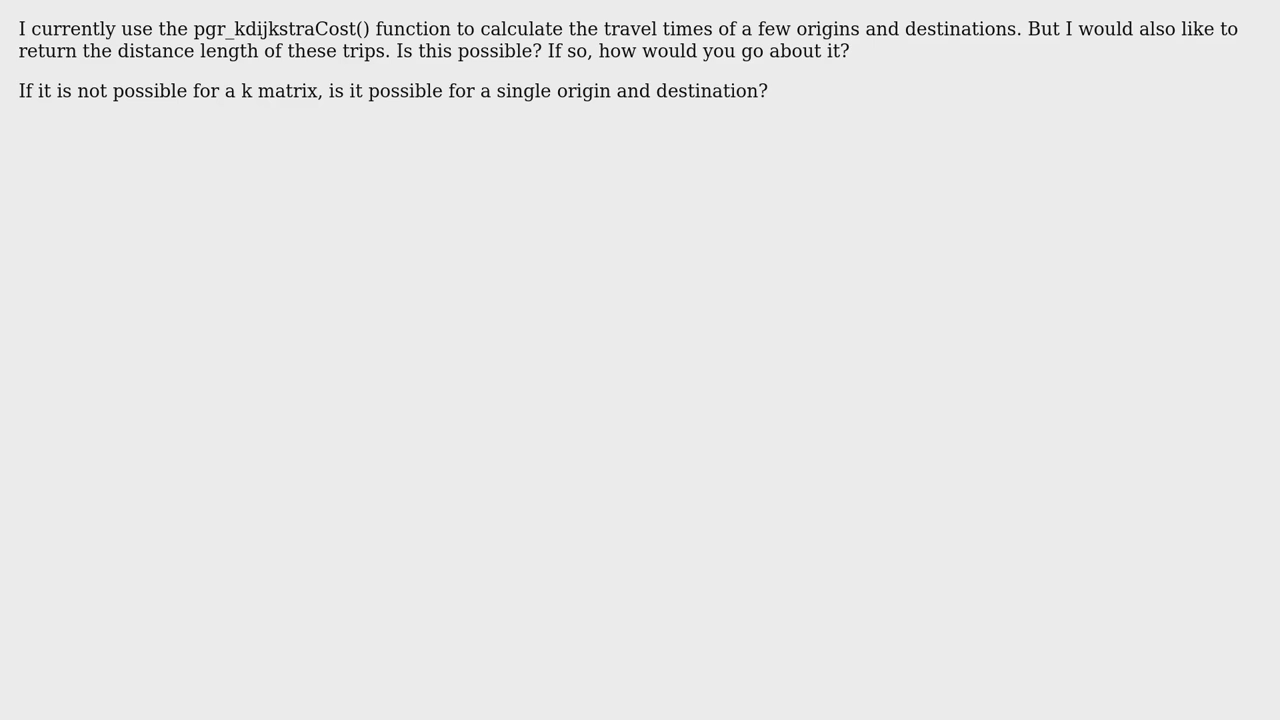 I currently use the pgr_kdijkstraCost() function to calculate the travel times of a few origins and destinations. But I would also like to
return the distance length of these trips. Is this possible? If so, how would you go about it?
If it is not possible for a k matrix, is it possible for a single origin and destination?